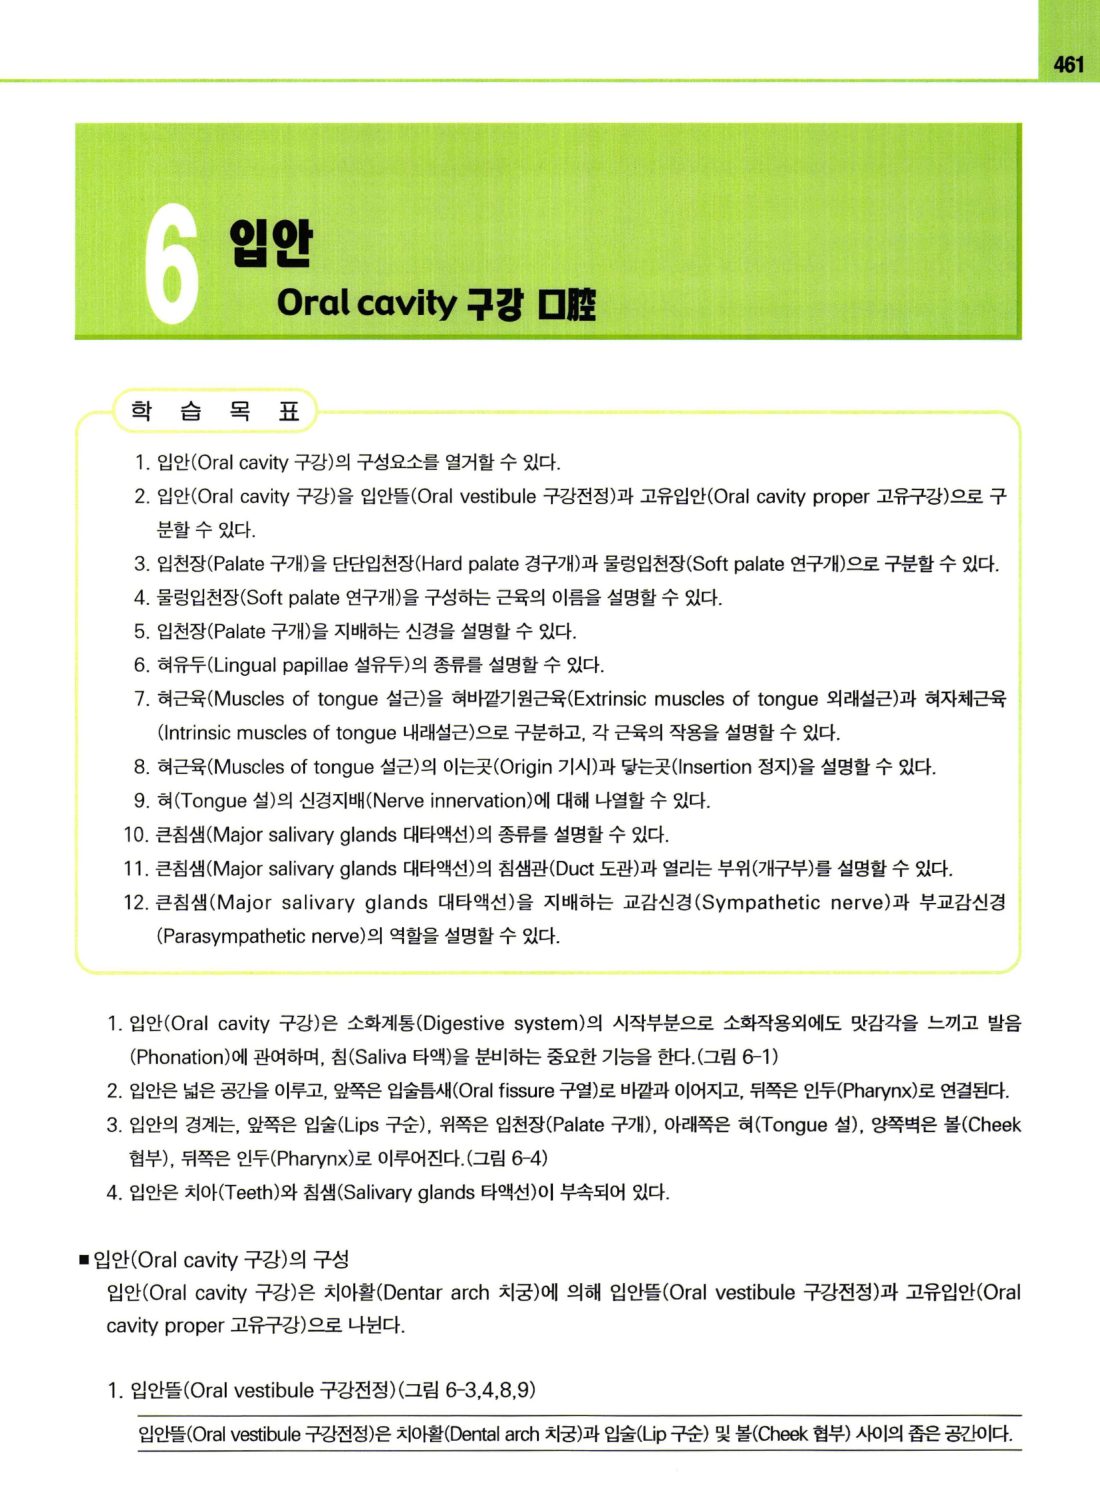 461
6 입안
Oral cavity 구강 口腔
학 습 목 표
1. 입안(Oral cavity 구강)의 구성요소를 열거할 수 있다.
2. 입안(Oral cavity 구강)을 입안뜰(Oral vestibule 구강전정)과 고유입안(Oral cavity proper 고유구강)으로 구
분할 수 있다.
3. 입천장(Palate 구개)을 단단입천장(Hard palate 경구개)과 물렁입천장(Soft palate 연구개)으로 구분할 수 있다.
4. 물렁입천장(Soft palate 연구개)을 구성하는 근육의 이름을 설명할 수 있다.
5. 입천장(Palate 구개)을 지배하는 신경을 설명할 수 있다.
6. 혀유두(Lingual papillae 설유두)의 종류를 설명할 수 있다.
7. 혀근육(Muscles of tongue 설근)을 혀바깥기원근육(Extrinsic muscles of tongue 외래설근)과 혀자체근육
(Intrinsic muscles of tongue 내래설근)으로 구분하고, 각 근육의 작용을 설명할 수 있다.
8. 혀근육(Muscles of tongue 설근)의 이는곳(Origin 기시)과 닿는곳(Insertion 정지)을 설명할 수 있다.
9. 혀(Tongue 설)의 신경지배(Nerve innervation)에 대해 나열할 수 있다.
10. 큰침샘(Major salivary glands 대타액선)의 종류를 설명할 수 있다.
11. 큰침샘(Major salivary glands 대타액선)의 침샘관(Duct 도관)과 열리는 부위(개구부)를 설명할 수 있다.
12. 큰침샘(Major salivary glands 대타액선)을 지배하는 교감신경(Sympathetic nerve)과 부교감신경
(Parasympathetic nerve)의 역할을 설명할 수 있다.
1. 입안(Oral cavity 구강)은 소화계통(Digestive system)의 시작부분으로 소화작용외에도 맛감각을 느끼고 발음
(Phonation)에 관여하며, 침(Saliva 타액)을 분비하는 중요한 기능을 한다.(그림 6-1)
2. 입안은 넓은 공간을 이루고, 앞쪽은 입술틈새(Oral fissure 구열)로 바깥과 이어지고, 뒤쪽은 인두(Pharynx)로 연결된다.
3. 입안의 경계는, 앞쪽은 입술(Lips 구순), 위쪽은 입천장(Palate 구개), 아래쪽은 혀(Tongue 설), 양쪽벽은 볼(Cheek
협부), 뒤쪽은 인두(Pharynx)로 이루어진다.(그림 6-4)
4. 입안은 치아(Teeth)와 침샘(Salivary glands 타액선)이 부속되어 있다.
■ 입안(Oral cavity 구강)의 구성
입안(Oral cavity 구강)은 치아활(Dentar arch 치궁)에 의해 입안뜰(Oral vestibule 구강전정)과 고유입안(Oral
cavity proper 고유구강)으로 나뉜다.
1. 입안뜰(Oral vestibule 구강전정)(그림 6-3,4,8,9)
입안뜰(Oral vestibule 구강전정)은 치아활(Dental arch 치궁)과 입술(Lip 구순) 및 볼(Cheek 협부) 사이의 좁은 공간이다.